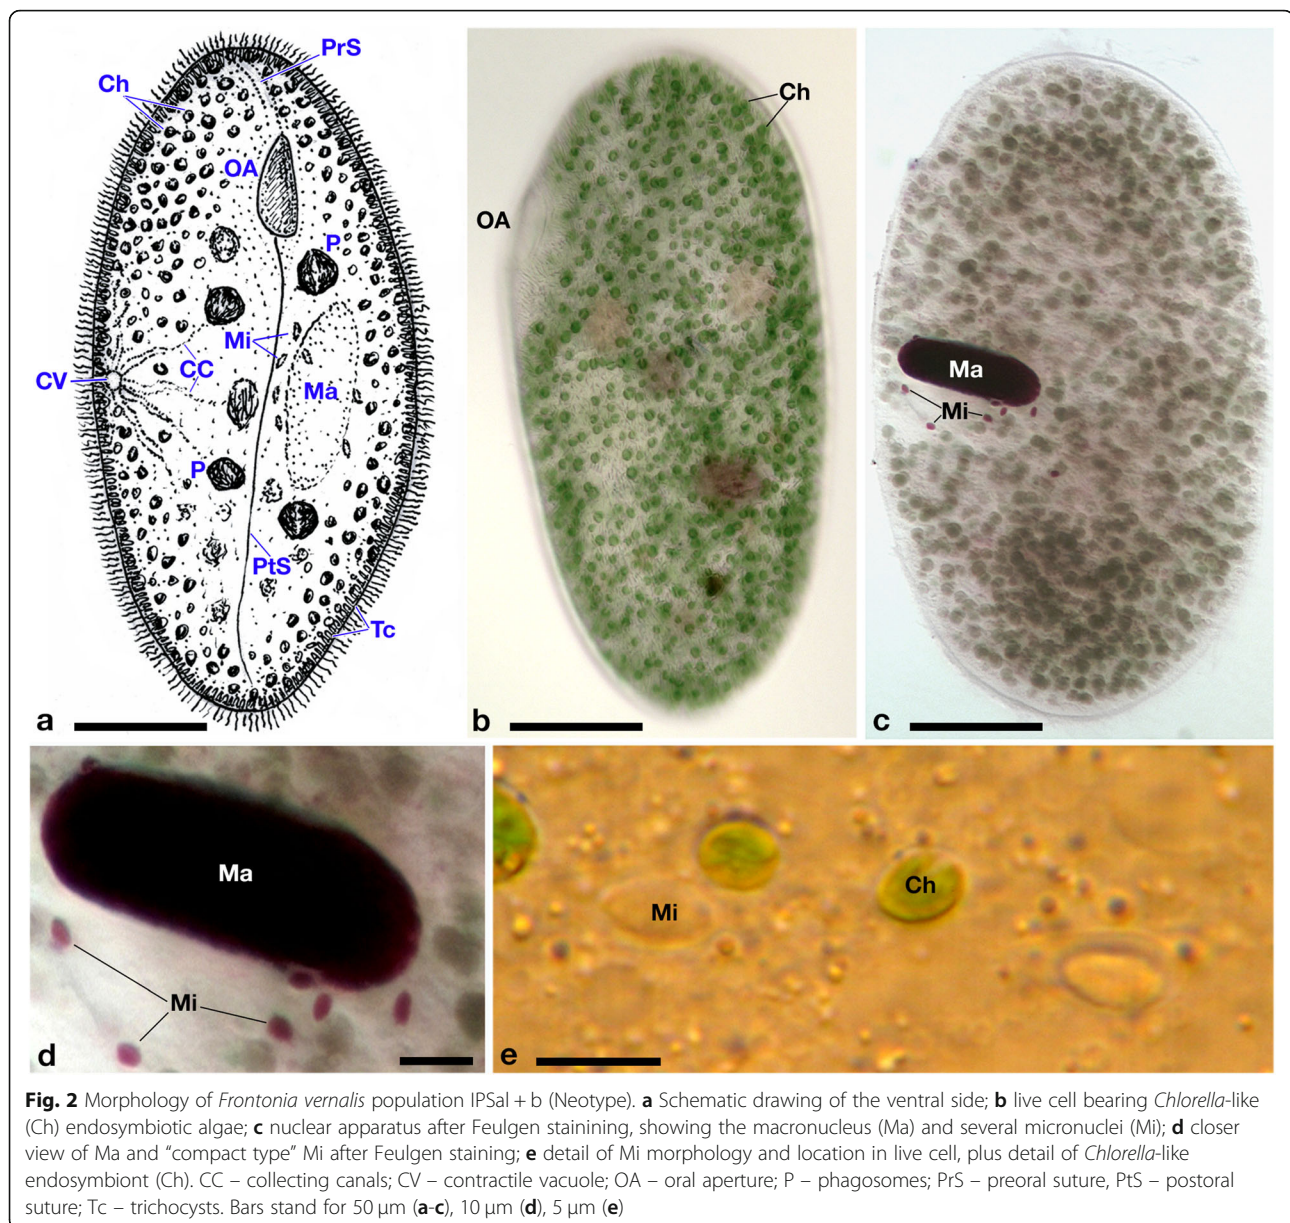 PrS
Ch
OA
P
Mi
CC
Ma
CV
P
PtS
Tc
a
Ch
OA
b
Ma
Mi
c
Ma
Mi
d
Mi
Ch
e
Fig. 2 Morphology of Frontonia vernalis population IPSal + b (Neotype). a Schematic drawing of the ventral side; b live cell bearing Chlorella-like
(Ch) endosymbiotic algae; c nuclear apparatus after Feulgen stainining, showing the macronucleus (Ma) and several micronuclei (Mi); d closer
view of Ma and “compact type” Mi after Feulgen staining; e detail of Mi morphology and location in live cell, plus detail of Chlorella-like
endosymbiont (Ch). CC – collecting canals; CV – contractile vacuole; OA – oral aperture; P – phagosomes; PrS – preoral suture, PtS – postoral
suture; Tc – trichocysts. Bars stand for 50 μm (a-c), 10 μm (d), 5 μm (e)